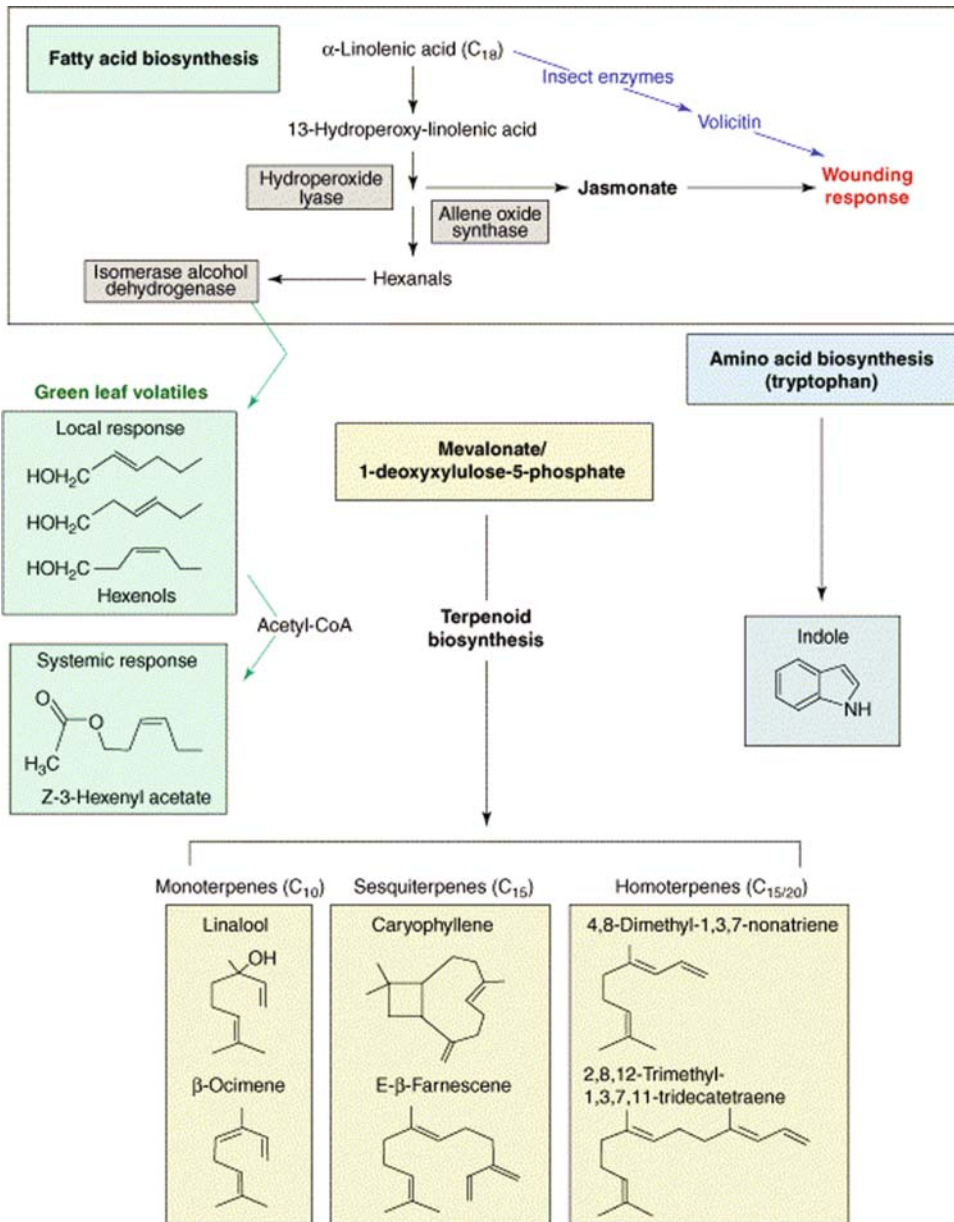 Fatty acid biosynthesis
α-Linolenic acid (C18)
Insect enzymes
Volicitin
13-Hydroperoxy-linolenic acid
Hydroperoxide
lyase
Jasmonate
Wounding
response
Allene oxide
synthase
Isomerase alcohol
dehydrogenase
Hexanals
Amino acid biosynthesis
(tryptophan)
Green leaf volatiles
Local response
HOH2C
HOH2C
HOH2C
Hexenols
Mevalonate/
1-deoxyxylulose-5-phosphate
Acetyl-CoA
Terpenoid
biosynthesis
Indole
NH
Systemic response
O
O
H3C
Z-3-Hexenyl acetate
Monoterpenes (C10)
Sesquiterpenes (C15)
Homoterpenes (C15/20)
Linalool
OH
β-Ocimene
Caryophyllene
E-β-Farnescene
4,8-Dimethyl-1,3,7-nonatriene
2,8,12-Trimethyl-
1,3,7,11-tridecatetraene